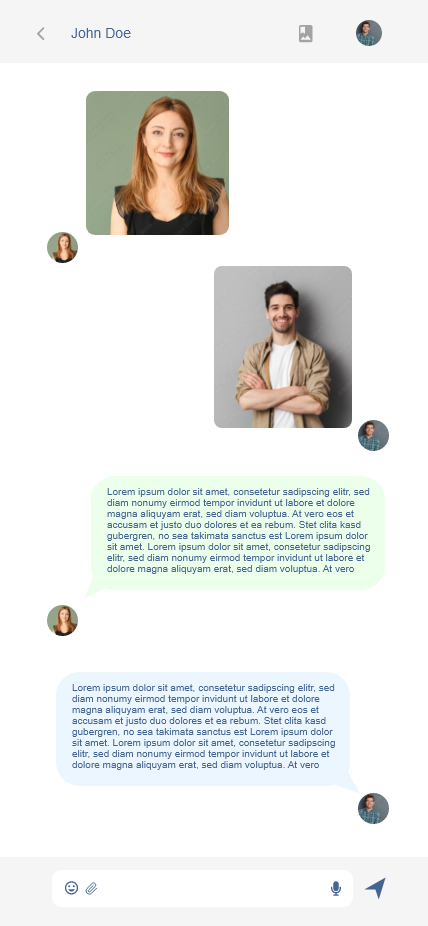 John Doe
Lorem ipsum dolor sit amet, consetetur sadipscing elitr, sed
diam nonumy eirmod tempor invidunt ut labore et dolore
magna aliquyam erat, sed diam voluptua. At vero eos et
accusam et justo duo dolores et ea rebum. Stet clita kasd
gubergren, no sea takimata sanctus est Lorem ipsum dolor
sit amet. Lorem ipsum dolor sit amet, consetetur sadipscing
elitr, sed diam nonumy eirmod tempor invidunt ut labore et
dolore magna aliquyam erat, sed diam voluptua. At vero
Lorem ipsum dolor sit amet, consetetur sadipscing elitr, sed
diam nonumy eirmod tempor invidunt ut labore et dolore
magna aliquyam erat, sed diam voluptua. At vero eos et
accusam et justo duo dolores et ea rebum. Stet clita kasd
gubergren, no sea takimata sanctus est Lorem ipsum dolor
sit amet. Lorem ipsum dolor sit amet, consetetur sadipscing
elitr, sed diam nonumy eirmod tempor invidunt ut labore et
dolore magna aliquyam erat, sed diam voluptua. At vero